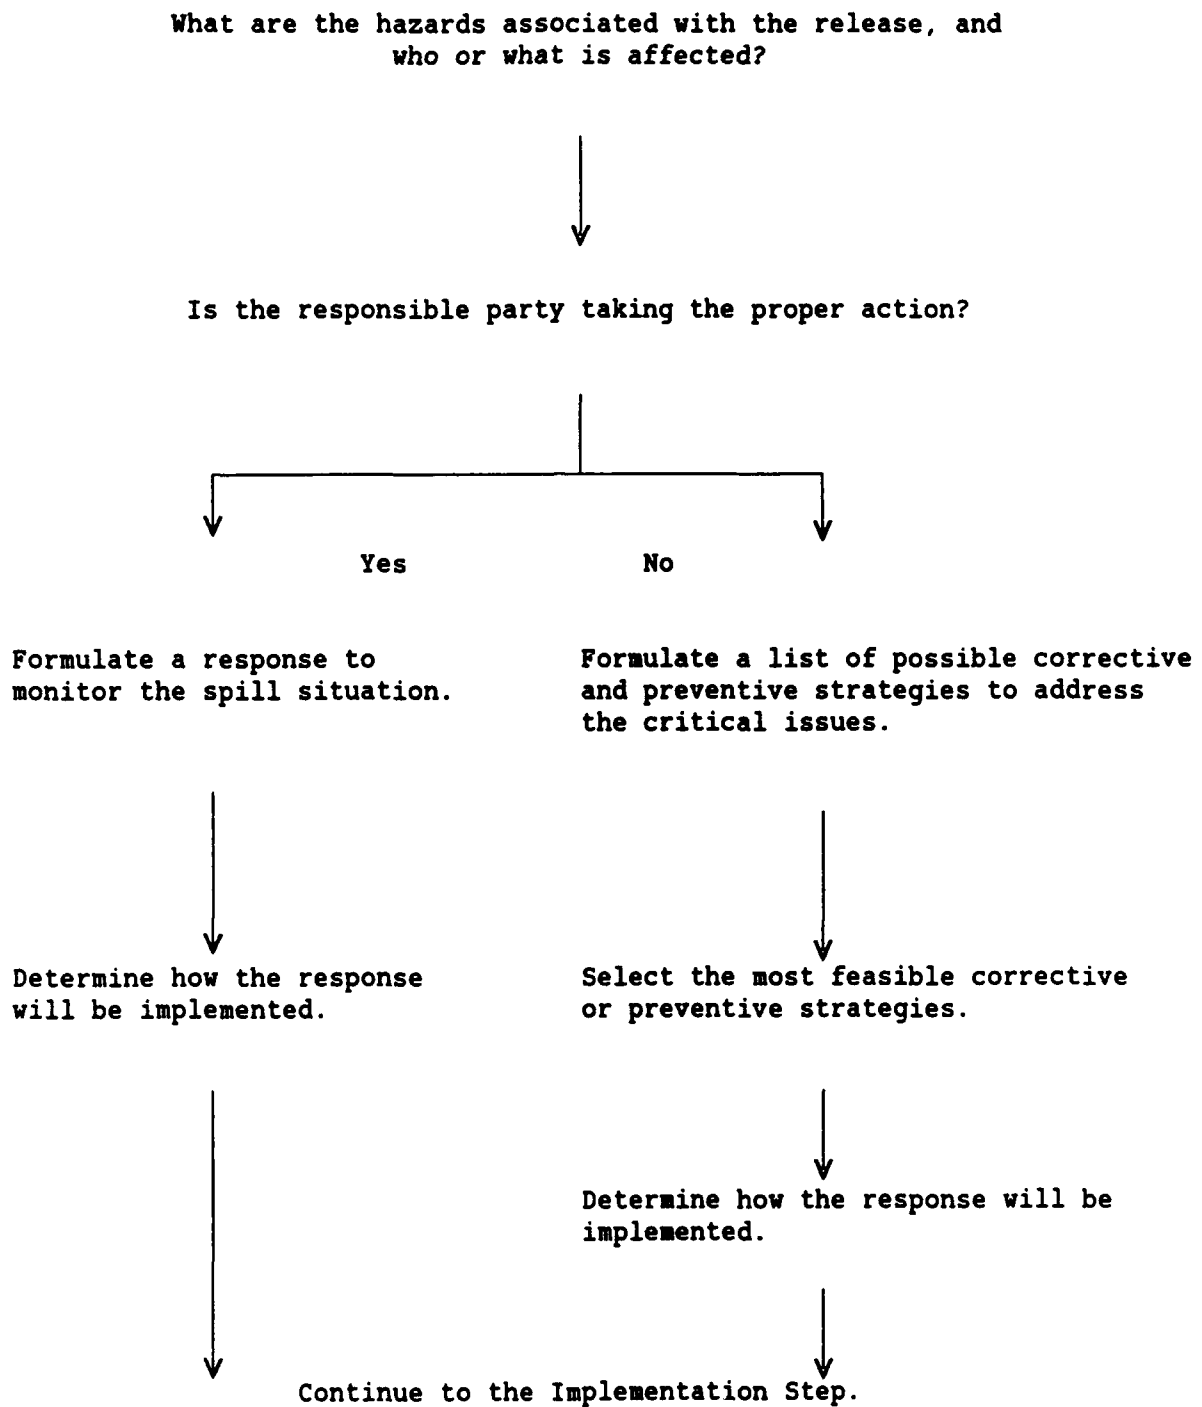 What are the hazards associated with the release, and
who or what is affected?
Is the responsible party taking the proper action?
Yes
No
Formulate a response to
monitor the spill situation.
Formulate a list of possible corrective
and preventive strategies to address
the critical issues.
Determine how the response
will be implemented.
Select the most feasible corrective
or preventive strategies.
Determine how the response will be
implemented.
Continue to the Implementation Step.